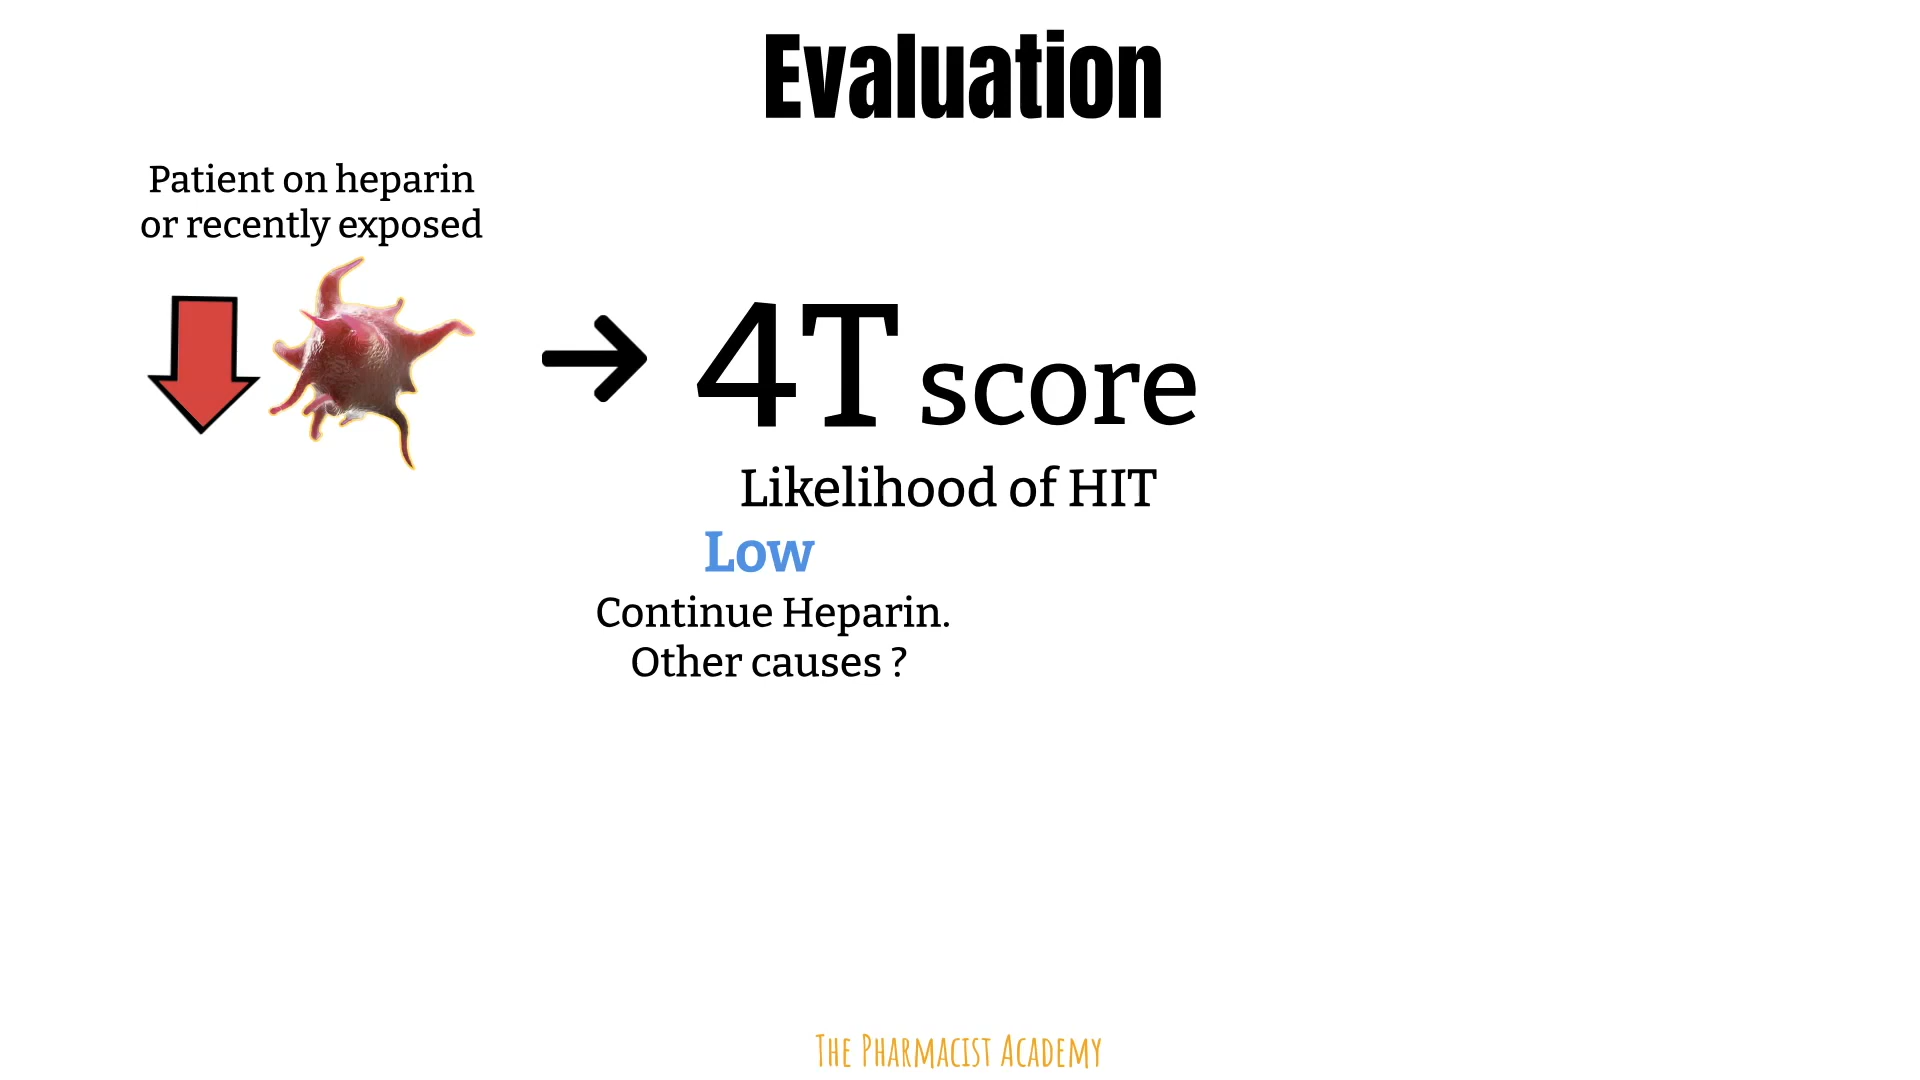 Evaluation
Patient on heparin
or recently exposed
4T score
Likelihood of HIT
Low
Continue Heparin.
Other causes ?
The Pharmacist Academy